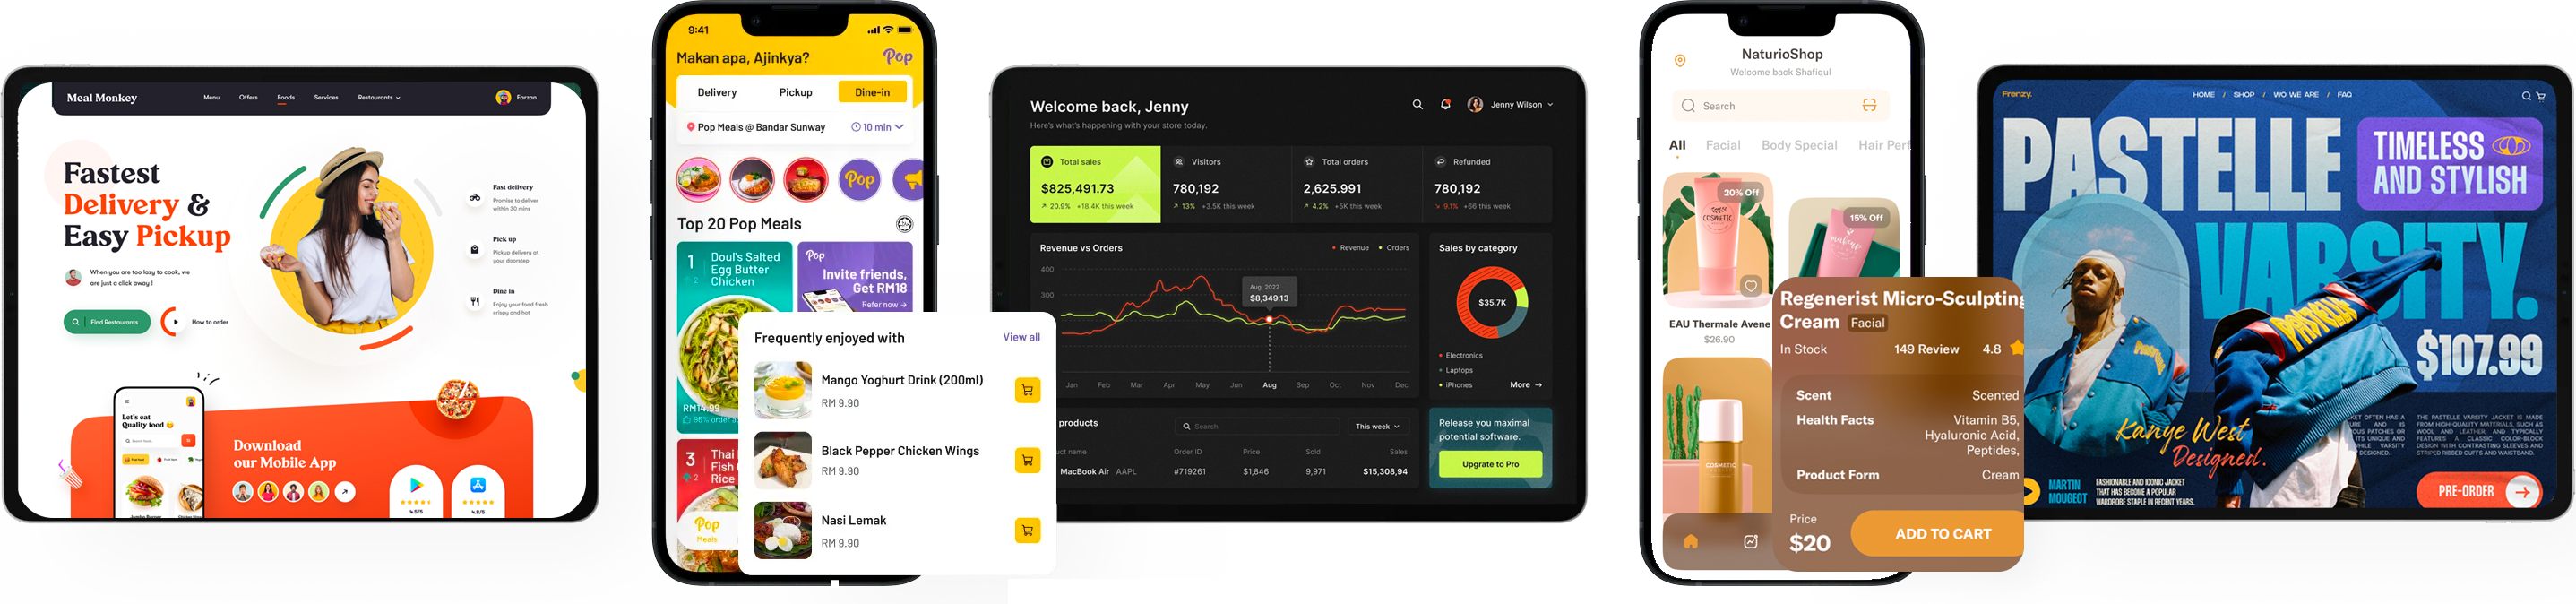 Meal Monkey
Menu
Offers
Foods
Services
Restaurants
Forzan
Fastest
Delivery &
Easy Pickup
When you are too lazy to cook, we
are just a click away !
Find Restaurants
How to order
Fast delivery
Promise to deliver
within 30 mins
Pick up
Pickup delivery at
your doorstep
Dine in
Enjoy your food fresh
crispy and hot
Let's eat
Quality food
Download
our Mobile App
4.5/5
4.8/5
9:41
Makan apa, Ajinkya?
Pop
Delivery
Pickup
Dine-in
Pop Meals @ Bandar Sunway
10 min
Pop
Top 20 Pop Meals
1
2
Doul's Salted
Egg Butter
Chicken
RM14.99
Pop
Invite friends,
Get RM18
Refer now →
3
2
Thai
Fish
Rice
Pop
Meals
Frequently enjoyed with
View all
Mango Yoghurt Drink (200ml)
RM 9.90
Black Pepper Chicken Wings
RM 9.90
Nasi Lemak
RM 9.90
Welcome back, Jenny
Here's what's happening with your store today.
Jenny Wilson
Total sales
$825,491.73
20.9% +18.4K this week
Visitors
780,192
13% +3.5K this week
Total orders
2,625.991
4.2% +5K this week
Refunded
780,192
9.1% +66 this week
Revenue vs Orders
Revenue
Orders
400
300
Aug, 2022
$8,349.13
Jan Feb Mar Apr May Jun Aug Sep Oct Nov Dec
Sales by category
$35.7K
Electronics
Laptops
iPhones
More →
products
Search
This week
uct name
Order ID
Price
Sold
Sales
MacBook Air AAPL
#719261
$1,846
9,971
$15,308,94
Release you maximal
potential software.
Upgrade to Pro
NaturioShop
Welcome back Shafiqul
Search
All
Facial
Body Special
Hair Perf
20% Off
COSMETIC
15% Off
makeup
EAU Thermale Avene
$26.90
COSMETIC
Regenerist Micro-Sculpting
Cream
Facial
In Stock
149 Review
4.8
Scent
Scented
Health Facts
Vitamin B5,
Hyaluronic Acid,
Peptides,
Product Form
Cream
Price
$20
ADD TO CART
Frenzy.
HOME / SHOP / WO WE ARE / FAQ
PASTELLE
TIMELESS
AND STYLISH
VARSITY.
PASTELLE
$107.99
Kanye West
Designed.
THE PASTELLE VARSITY JACKET IS MADE
FROM HIGH-QUALITY MATERIALS, SUCH AS
WOOL AND LEATHER, AND TYPICALLY
FEATURES A CLASSIC COLOR-BLOCK
DESIGN WITH CONTRASTING SLEEVES AND
STRIPED RIBBED CUFFS AND WAISTBAND.
MARTIN
MOUGEOT
FASHIONABLE AND ICONIC JACKET
THAT HAS BECOME A POPULAR
WARDROBE STAPLE IN RECENT YEARS.
PRE-ORDER